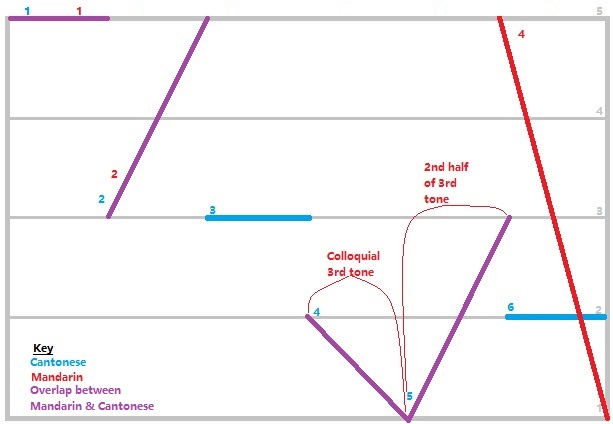 1 1 5
4
4
2nd half
of 3rd
tone
2
2
3 3
Colloquial
3rd tone
4 6 2
Key
Cantonese
Mandarin
Overlap between
Mandarin & Cantonese
5
1